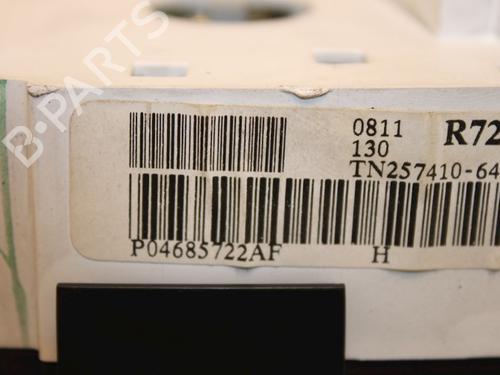 B-PARTS
0811 R72
130
TN257410-64
P04685722AF H